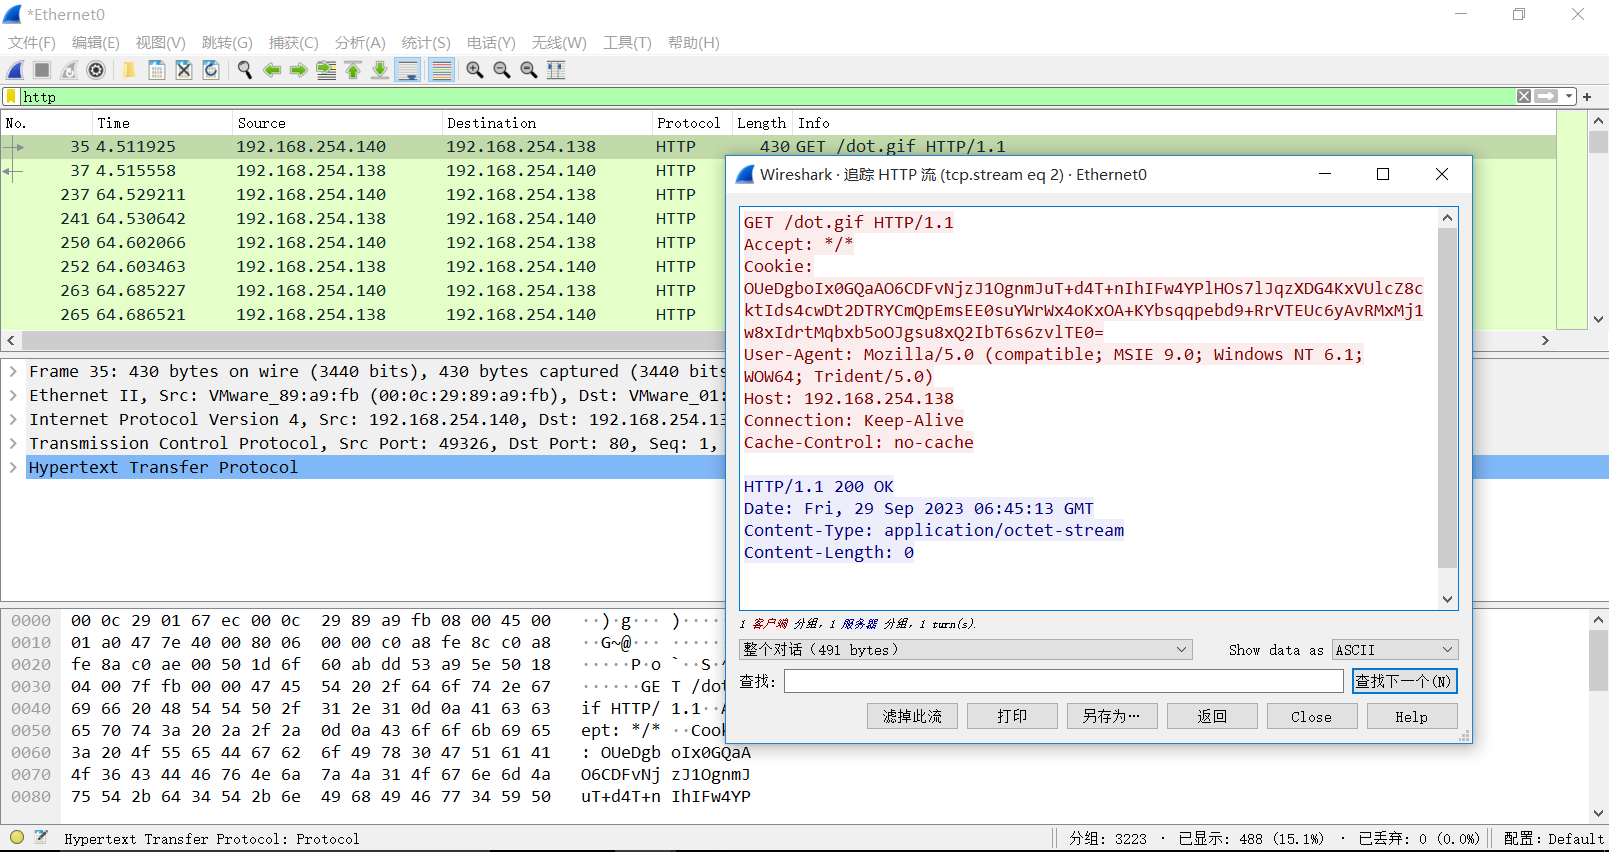 *Ethernet0
文件(F) 编辑(E) 视图(V) 跳转(G) 捕获(C) 分析(A) 统计(S) 电话(Y) 无线(W) 工具(T) 帮助(H)
http
No. Time Source Destination Protocol Length Info
35 4.511925 192.168.254.140 192.168.254.138 HTTP 430 GET /dot.gif HTTP/1.1
37 4.515558 192.168.254.138 192.168.254.140 HTTP
237 64.529211 192.168.254.140 192.168.254.138 HTTP
241 64.530642 192.168.254.138 192.168.254.140 HTTP
250 64.602066 192.168.254.140 192.168.254.138 HTTP
252 64.603463 192.168.254.138 192.168.254.140 HTTP
263 64.685227 192.168.254.140 192.168.254.138 HTTP
265 64.686521 192.168.254.138 192.168.254.140 HTTP
Frame 35: 430 bytes on wire (3440 bits), 430 bytes captured (3440 bits
Ethernet II, Src: VMware_89:a9:fb (00:0c:29:89:a9:fb), Dst: VMware_01:
Internet Protocol Version 4, Src: 192.168.254.140, Dst: 192.168.254.13
Transmission Control Protocol, Src Port: 49326, Dst Port: 80, Seq: 1,
Hypertext Transfer Protocol
0000 00 0c 29 01 67 ec 00 0c 29 89 a9 fb 08 00 45 00 ··)·g··· )·····
0010 01 a0 47 7e 40 00 80 06 00 00 c0 a8 fe 8c c0 a8 ··G~@··· ······
0020 fe 8a c0 ae 00 50 1d 6f 60 ab dd 53 a9 5e 50 18 ·····P·o `··S·^
0030 04 00 7f fb 00 00 47 45 54 20 2f 64 6f 74 2e 67 ······GE T /dot
0040 69 66 20 48 54 54 50 2f 31 2e 31 0d 0a 41 63 63 if HTTP/ 1.1··A
0050 65 70 74 3a 20 2a 2f 2a 0d 0a 43 6f 6f 6b 69 65 ept: */* ··Cook
0060 3a 20 4f 55 65 44 67 62 6f 49 78 30 47 51 61 41 : OUeDgb oIx0GQaA
0070 4f 36 43 44 46 76 4e 6a 7a 4a 31 4f 67 6e 6d 4a O6CDFvNj zJ1OgnmJ
0080 75 54 2b 64 34 54 2b 6e 49 68 49 46 77 34 59 50 uT+d4T+n IhIFw4YP
Hypertext Transfer Protocol: Protocol
分组: 3223 · 已显示: 488 (15.1%) · 已丢弃: 0 (0.0%)
配置: Default
Wireshark · 追踪 HTTP 流 (tcp.stream eq 2) · Ethernet0
GET /dot.gif HTTP/1.1
Accept: */*
Cookie:
OUeDgboIx0GQaAO6CDFvNjzJ1OgnmJuT+d4T+nIhIFw4YPlHOs7lJqzXDG4KxVUlcZ8c
ktIds4cwDt2DTRYCmQpEmsEE0suYWrWx4oKxOA+KYbsqqpebd9+RrVTEUc6yAvRMxMj1
w8xIdrtMqbxb5oOJgsu8xQ2IbT6s6zvlTE0=
User-Agent: Mozilla/5.0 (compatible; MSIE 9.0; Windows NT 6.1;
WOW64; Trident/5.0)
Host: 192.168.254.138
Connection: Keep-Alive
Cache-Control: no-cache
HTTP/1.1 200 OK
Date: Fri, 29 Sep 2023 06:45:13 GMT
Content-Type: application/octet-stream
Content-Length: 0
1 客户端 分组, 1 服务器 分组, 1 turn(s).
整个对话 (491 bytes)
Show data as ASCII
查找:
查找下一个(N)
滤掉此流 打印 另存为… 返回 Close Help